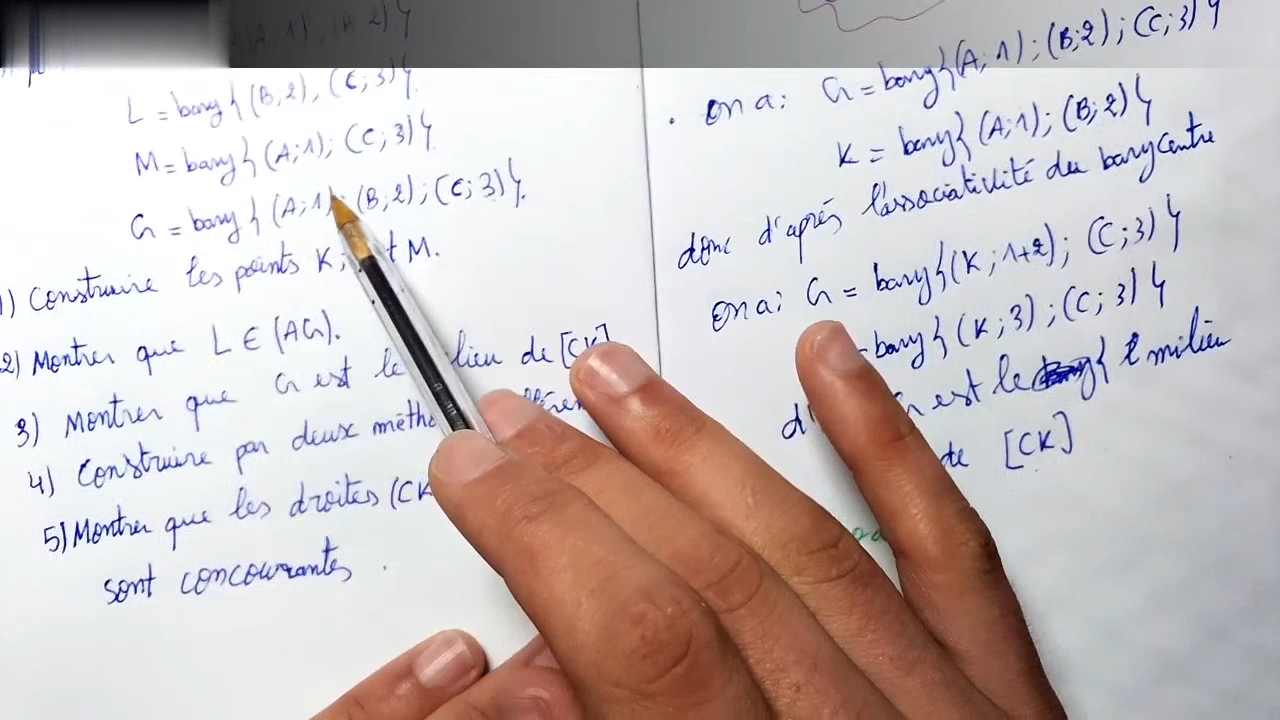 (A,1), (B,2)}
L = bary{(B,2), (C,3)}.
M = bary{(A;1); (C;3)}
G = bary{(A;1) (B,2); (C;3)}.
1) Construire les points K, et M.
2) Montrer que L ∈ (AG).
3) Montrer que G est le lieu de [CK]
4) Construire par deux
5) Montrer que les droites (CK
sont concourantes.
. on a: G = bary{(A;1); (B;2); (C;3)}
K = bary{(A;1); (B;2)}
donc d'après l'associativité du barycentre
on a: G = bary{(K;1+2); (C;3)}
bary{(K;3); (C;3)}
G est le milieu
de [CK]